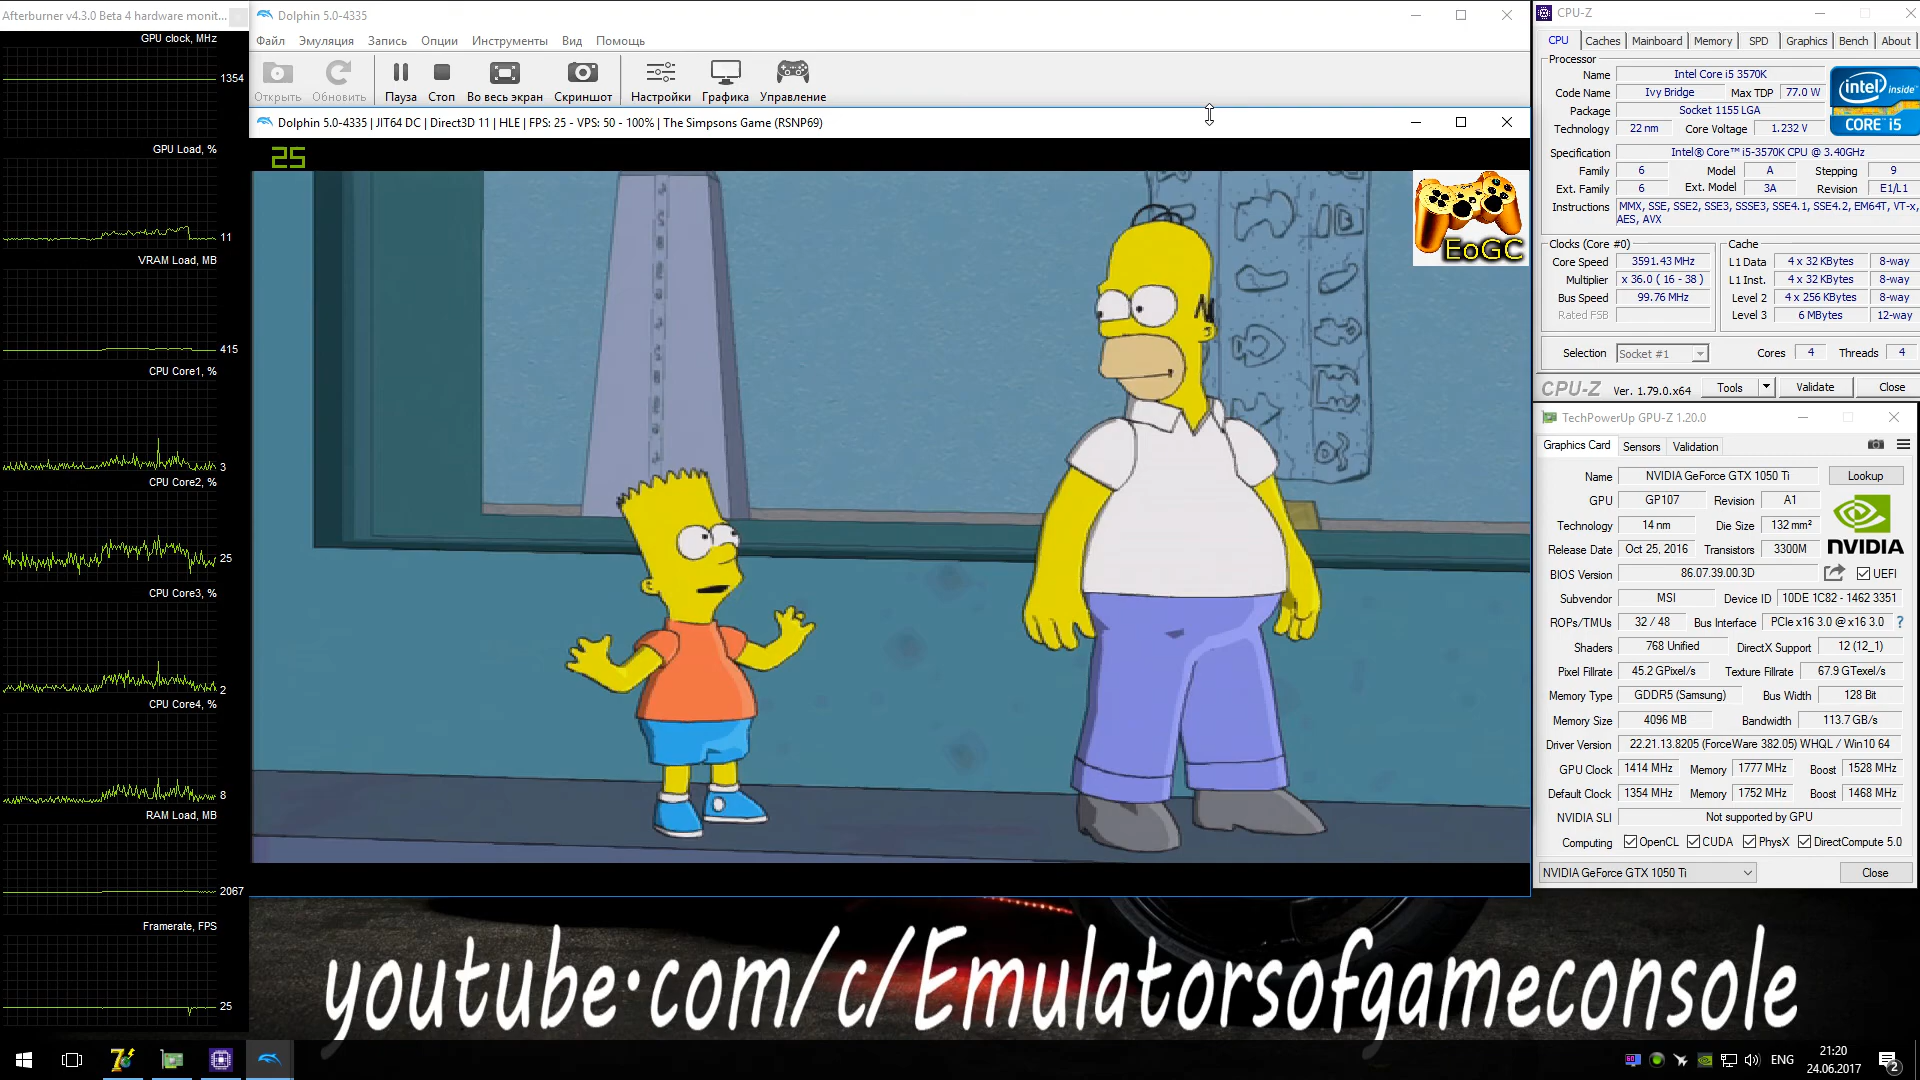 Afterburner v4.3.0 Beta 4 hardware monit...
GPU clock, MHz
1354
GPU Load, %
11
VRAM Load, MB
415
CPU Core1, %
3
CPU Core2, %
25
CPU Core3, %
2
CPU Core4, %
8
RAM Load, MB
2067
Framerate, FPS
25
Dolphin 5.0-4335
Файл Эмуляция Запись Опции Инструменты Вид Помощь
Открыть Обновить Пауза Стоп Во весь экран Скриншот Настройки Графика Управление
Dolphin 5.0-4335 | JIT64 DC | Direct3D 11 | HLE | FPS: 25 - VPS: 50 - 100% | The Simpsons Game (RSNP69)
25
EoGC
CPU-Z
CPU Caches Mainboard Memory SPD Graphics Bench About
Processor
Name Intel Core i5 3570K
Code Name Ivy Bridge Max TDP 77.0 W
Package Socket 1155 LGA
Technology 22 nm Core Voltage 1.232 V
intel inside™
CORE i5
Specification Intel® Core™ i5-3570K CPU @ 3.40GHz
Family 6 Model A Stepping 9
Ext. Family 6 Ext. Model 3A Revision E1/L1
Instructions MMX, SSE, SSE2, SSE3, SSSE3, SSE4.1, SSE4.2, EM64T, VT-x,
AES, AVX
Clocks (Core #0) Cache
Core Speed 3591.43 MHz L1 Data 4 x 32 KBytes 8-way
Multiplier x 36.0 ( 16 - 38 ) L1 Inst. 4 x 32 KBytes 8-way
Bus Speed 99.76 MHz Level 2 4 x 256 KBytes 8-way
Rated FSB Level 3 6 MBytes 12-way
Selection Socket #1 Cores 4 Threads 4
CPU-Z Ver. 1.79.0.x64 Tools Validate Close
TechPowerUp GPU-Z 1.20.0
Graphics Card Sensors Validation
Name NVIDIA GeForce GTX 1050 Ti Lookup
GPU GP107 Revision A1
Technology 14 nm Die Size 132 mm²
Release Date Oct 25, 2016 Transistors 3300M
NVIDIA
BIOS Version 86.07.39.00.3D UEFI
Subvendor MSI Device ID 10DE 1C82 - 1462 3351
ROPs/TMUs 32 / 48 Bus Interface PCIe x16 3.0 @ x16 3.0 ?
Shaders 768 Unified DirectX Support 12 (12_1)
Pixel Fillrate 45.2 GPixel/s Texture Fillrate 67.9 GTexel/s
Memory Type GDDR5 (Samsung) Bus Width 128 Bit
Memory Size 4096 MB Bandwidth 113.7 GB/s
Driver Version 22.21.13.8205 (ForceWare 382.05) WHQL / Win10 64
GPU Clock 1414 MHz Memory 1777 MHz Boost 1528 MHz
Default Clock 1354 MHz Memory 1752 MHz Boost 1468 MHz
NVIDIA SLI Not supported by GPU
Computing OpenCL CUDA PhysX DirectCompute 5.0
NVIDIA GeForce GTX 1050 Ti Close
youtube.com/c/Emulatorsofgameconsole
ENG
21:20
24.06.2017
2